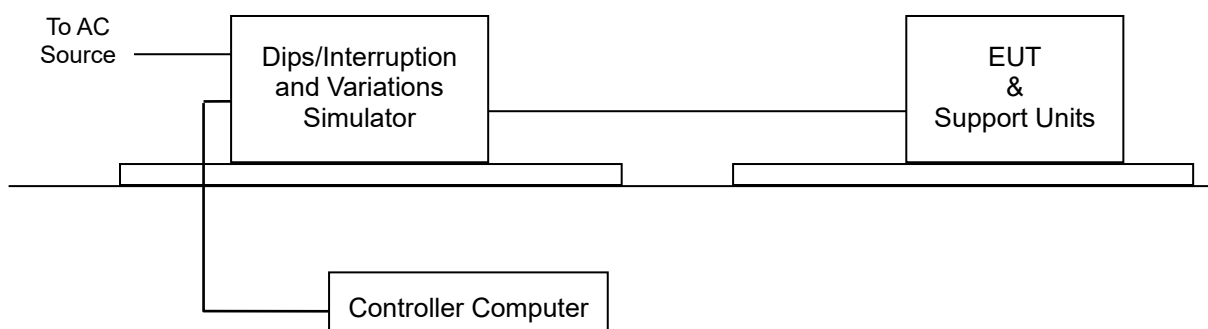 To AC
Source
Dips/Interruption
and Variations
Simulator
EUT
&
Support Units
Controller Computer